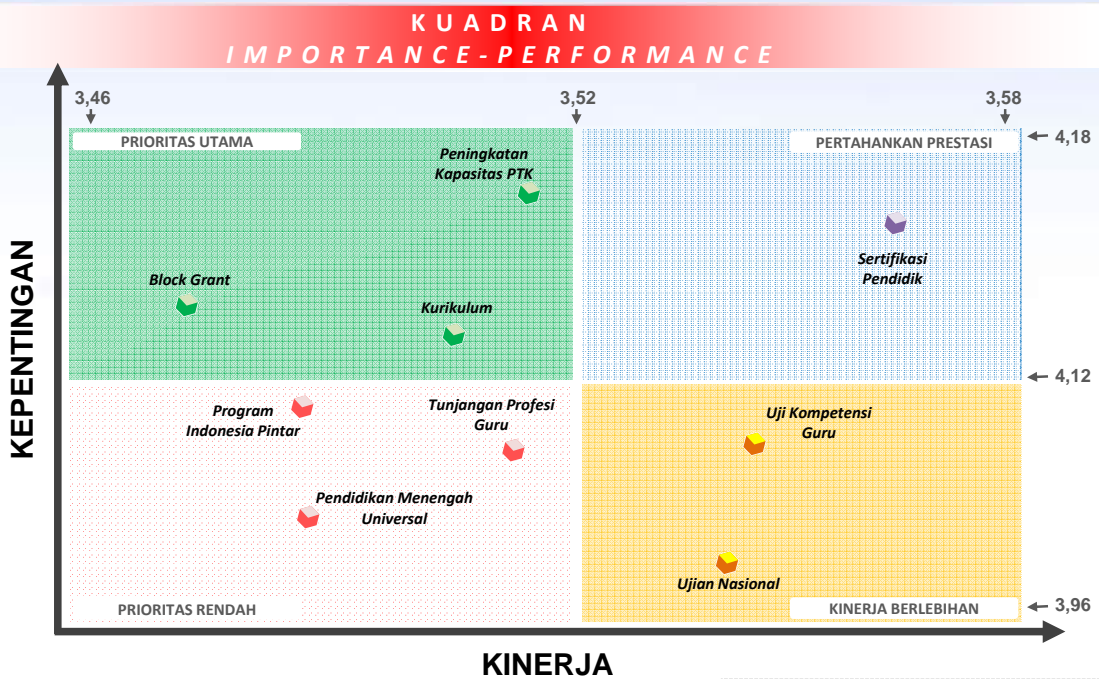 KUADRAN
IMPORTANCE-PERFORMANCE
3,46
3,52
3,58
PRIORITAS UTAMA
PERTAHANKAN PRESTASI
4,18
Peningkatan
Kapasitas PTK
Sertifikasi
Pendidik
Block Grant
Kurikulum
4,12
KEPENTINGAN
Program
Indonesia Pintar
Tunjangan Profesi
Guru
Uji Kompetensi
Guru
Pendidikan Menengah
Universal
Ujian Nasional
PRIORITAS RENDAH
KINERJA BERLEBIHAN
3,96
KINERJA